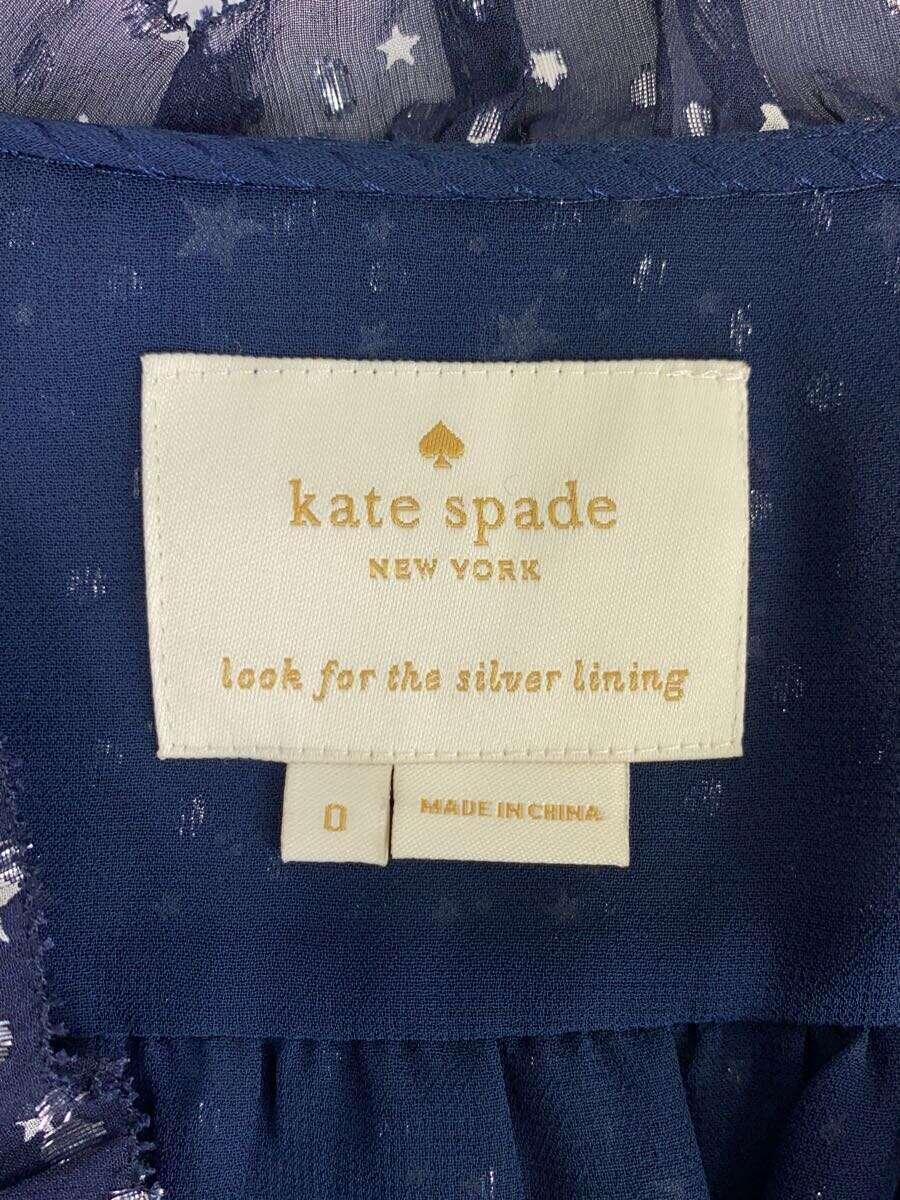 kate spade
NEW YORK
look for the silver lining
0
MADE IN CHINA